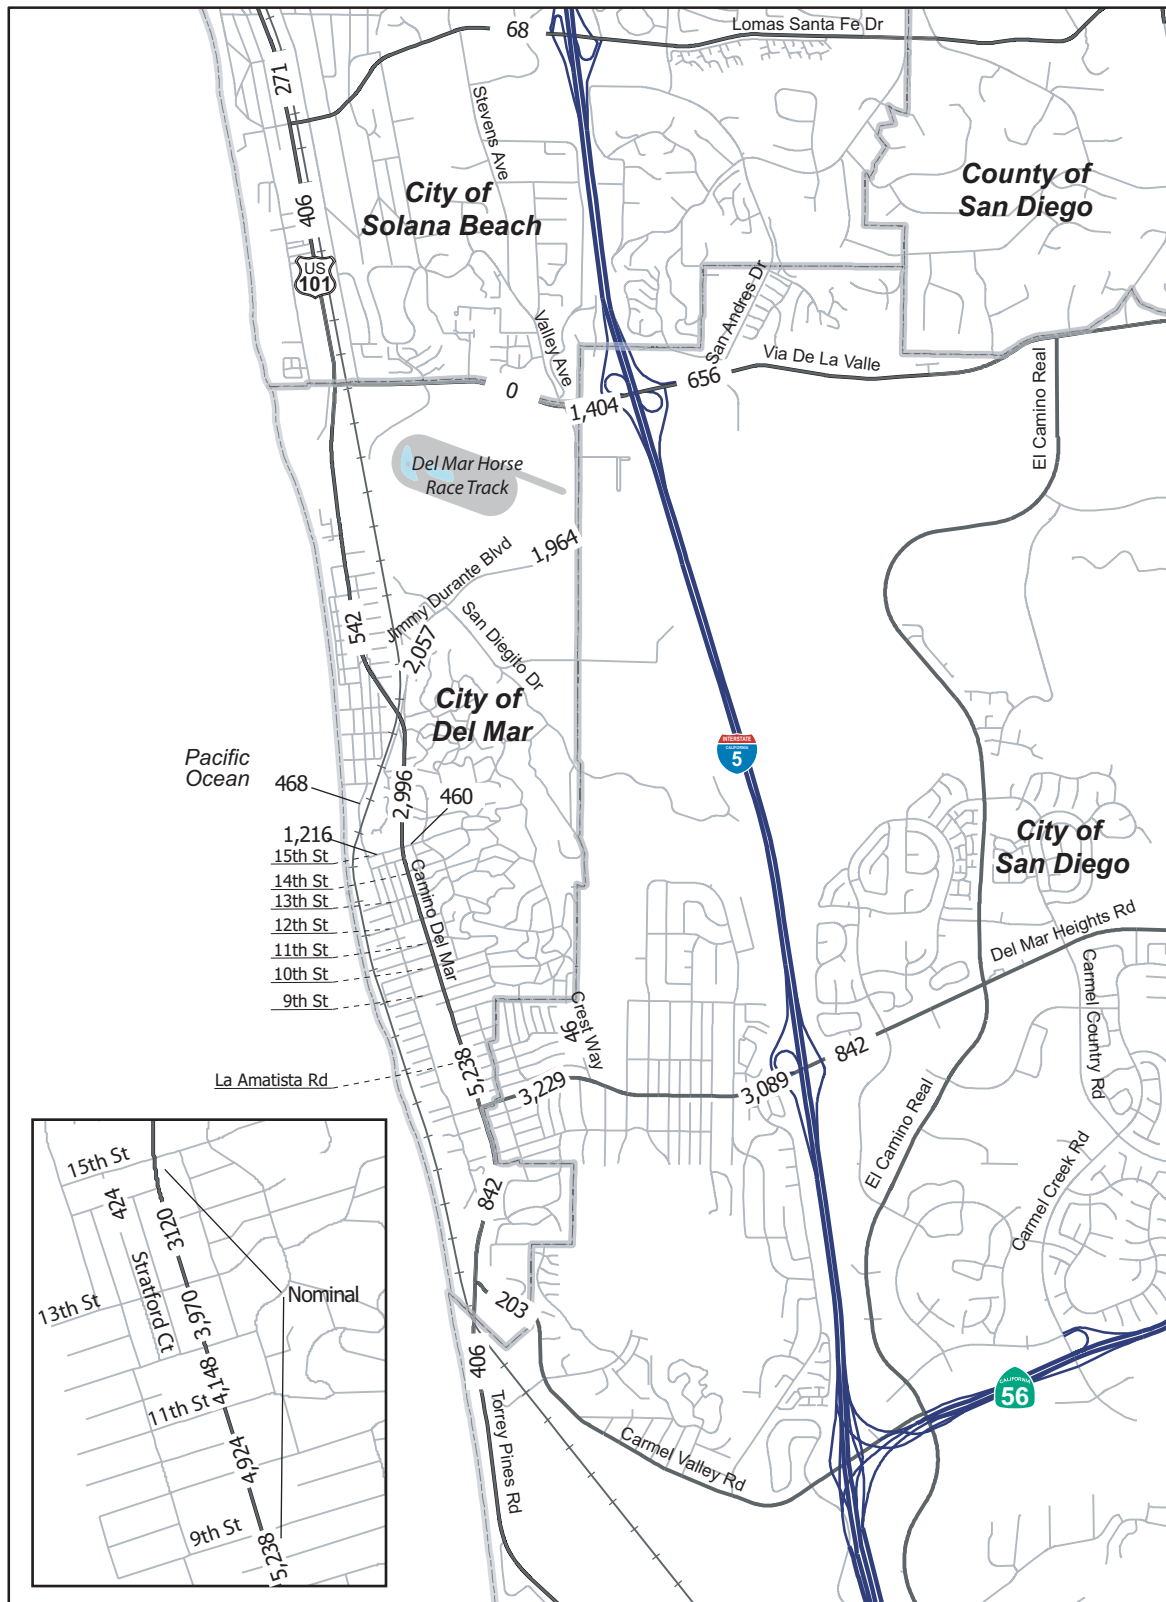 Lomas Santa Fe Dr
68
271
Stevens Ave
City of
Solana Beach
County of
San Diego
406
US
101
San Andres Dr
Valley Ave
Via De La Valle
0
656
1,404
El Camino Real
Del Mar Horse
Race Track
1,964
Jimmy Durante Blvd
542
San Diegito Dr
2,057
City of
Del Mar
Pacific
Ocean
468
2,996
460
INTERSTATE
CALIFORNIA
5
1,216
15th St
14th St
13th St
12th St
11th St
10th St
9th St
Camino Del Mar
City of
San Diego
Del Mar Heights Rd
Carmel Country Rd
Crest Way
46
La Amatista Rd
5,238
3,229
3,089
842
El Camino Real
Carmel Creek Rd
842
203
406
Torrey Pines Rd
Carmel Valley Rd
CALIFORNIA
56
15th St
424
3120
Stratford Ct
Nominal
13th St
3,970
4,148
11th St
4,924
9th St
5,238